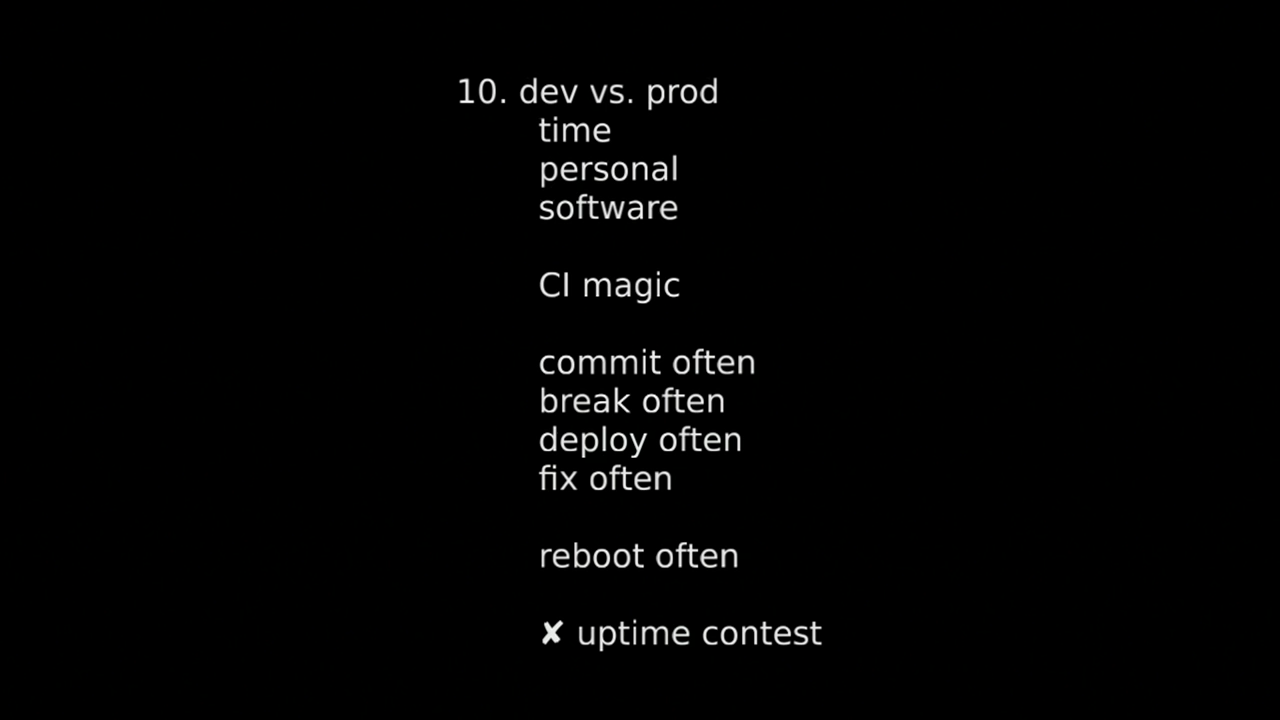 10. dev vs. prod
time
personal
software
CI magic
commit often
break often
deploy often
fix often
reboot often
✘ uptime contest